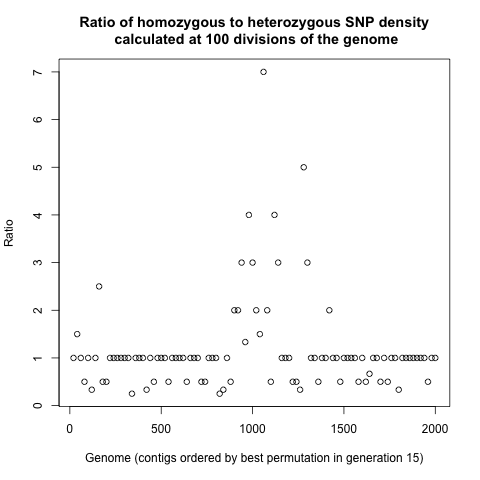 Ratio of homozygous to heterozygous SNP density
calculated at 100 divisions of the genome
Ratio
7
6
5
4
3
2
1
0
0 500 1000 1500 2000
Genome (contigs ordered by best permutation in generation 15)